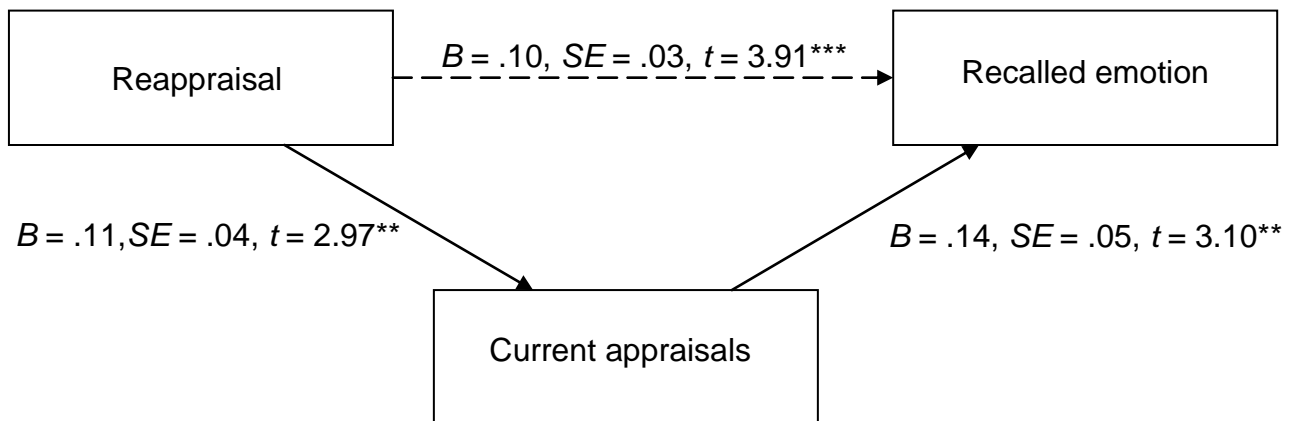 B = .10, SE = .03, t = 3.91***
Reappraisal
Recalled emotion
B = .11,SE = .04, t = 2.97**
B = .14, SE = .05, t = 3.10**
Current appraisals